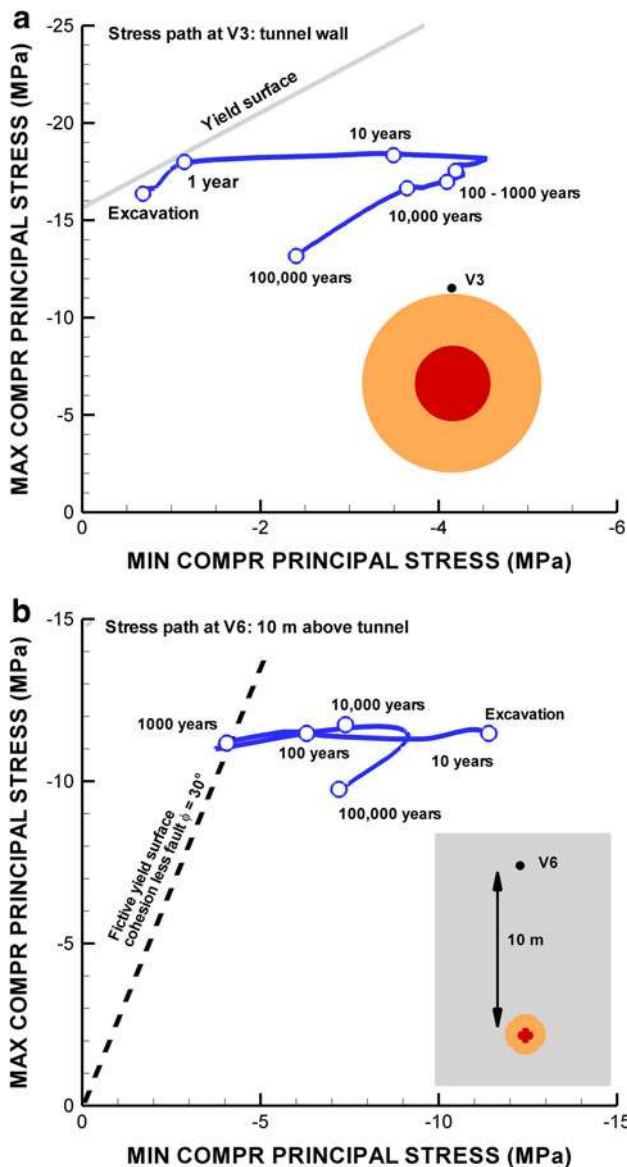 a
Stress path at V3: tunnel wall
MAX COMPR PRINCIPAL STRESS (MPa)
-25
-20
-15
-10
-5
0
Yield surface
10 years
1 year
Excavation
100 - 1000 years
10,000 years
100,000 years
V3
0
-2
-4
-6
MIN COMPR PRINCIPAL STRESS (MPa)
b
Stress path at V6: 10 m above tunnel
MAX COMPR PRINCIPAL STRESS (MPa)
-15
-10
-5
0
10,000 years
1000 years
Excavation
100 years
10 years
100,000 years
Fictive yield surface
cohesion less fault ϕ = 30°
V6
10 m
-5
-10
-15
MIN COMPR PRINCIPAL STRESS (MPa)